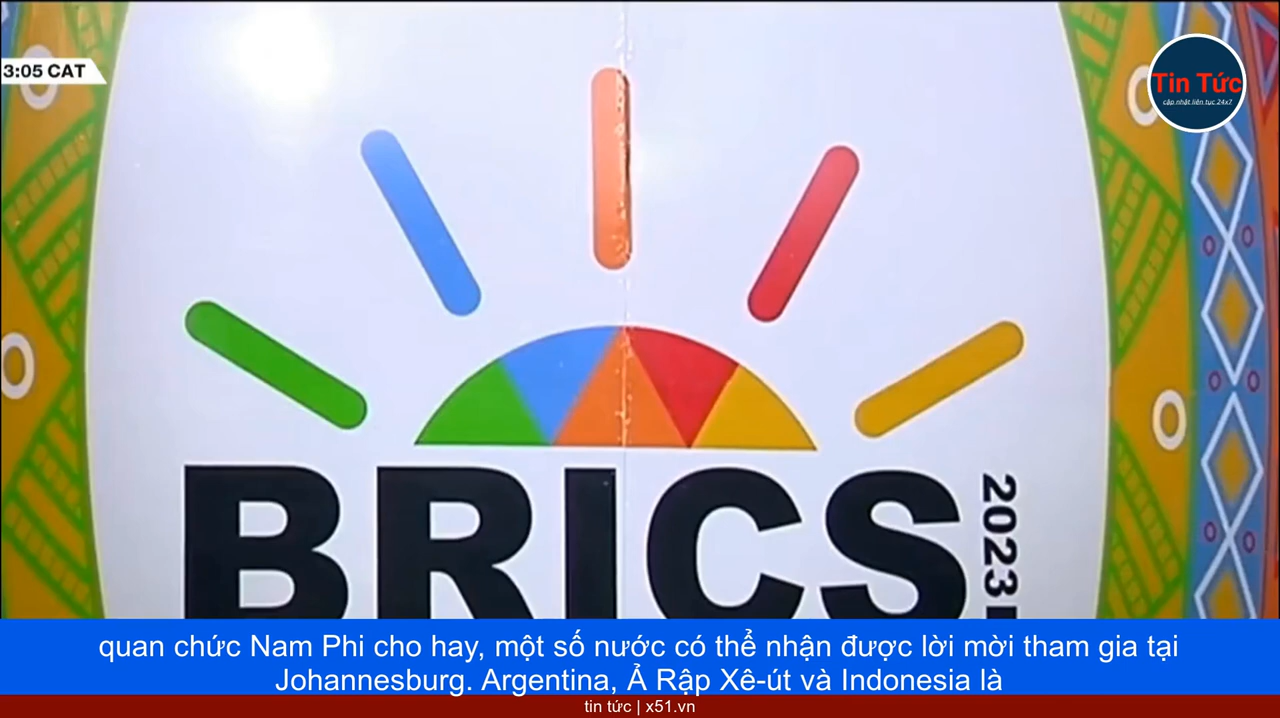 3:05 CAT
Tin Tức
cập nhật liên tục 24x7
BRICS
2023
quan chức Nam Phi cho hay, một số nước có thể nhận được lời mời tham gia tại
Johannesburg. Argentina, Ả Rập Xê-út và Indonesia là
tin tức | x51.vn